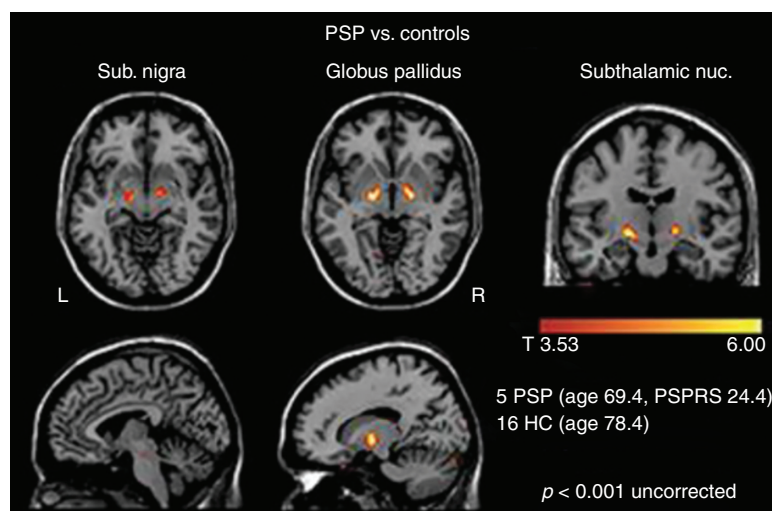 PSP vs. controls
Sub. nigra
Globus pallidus
Subthalamic nuc.
L
R
T 3.53
6.00
5 PSP (age 69.4, PSPRS 24.4)
16 HC (age 78.4)
p < 0.001 uncorrected